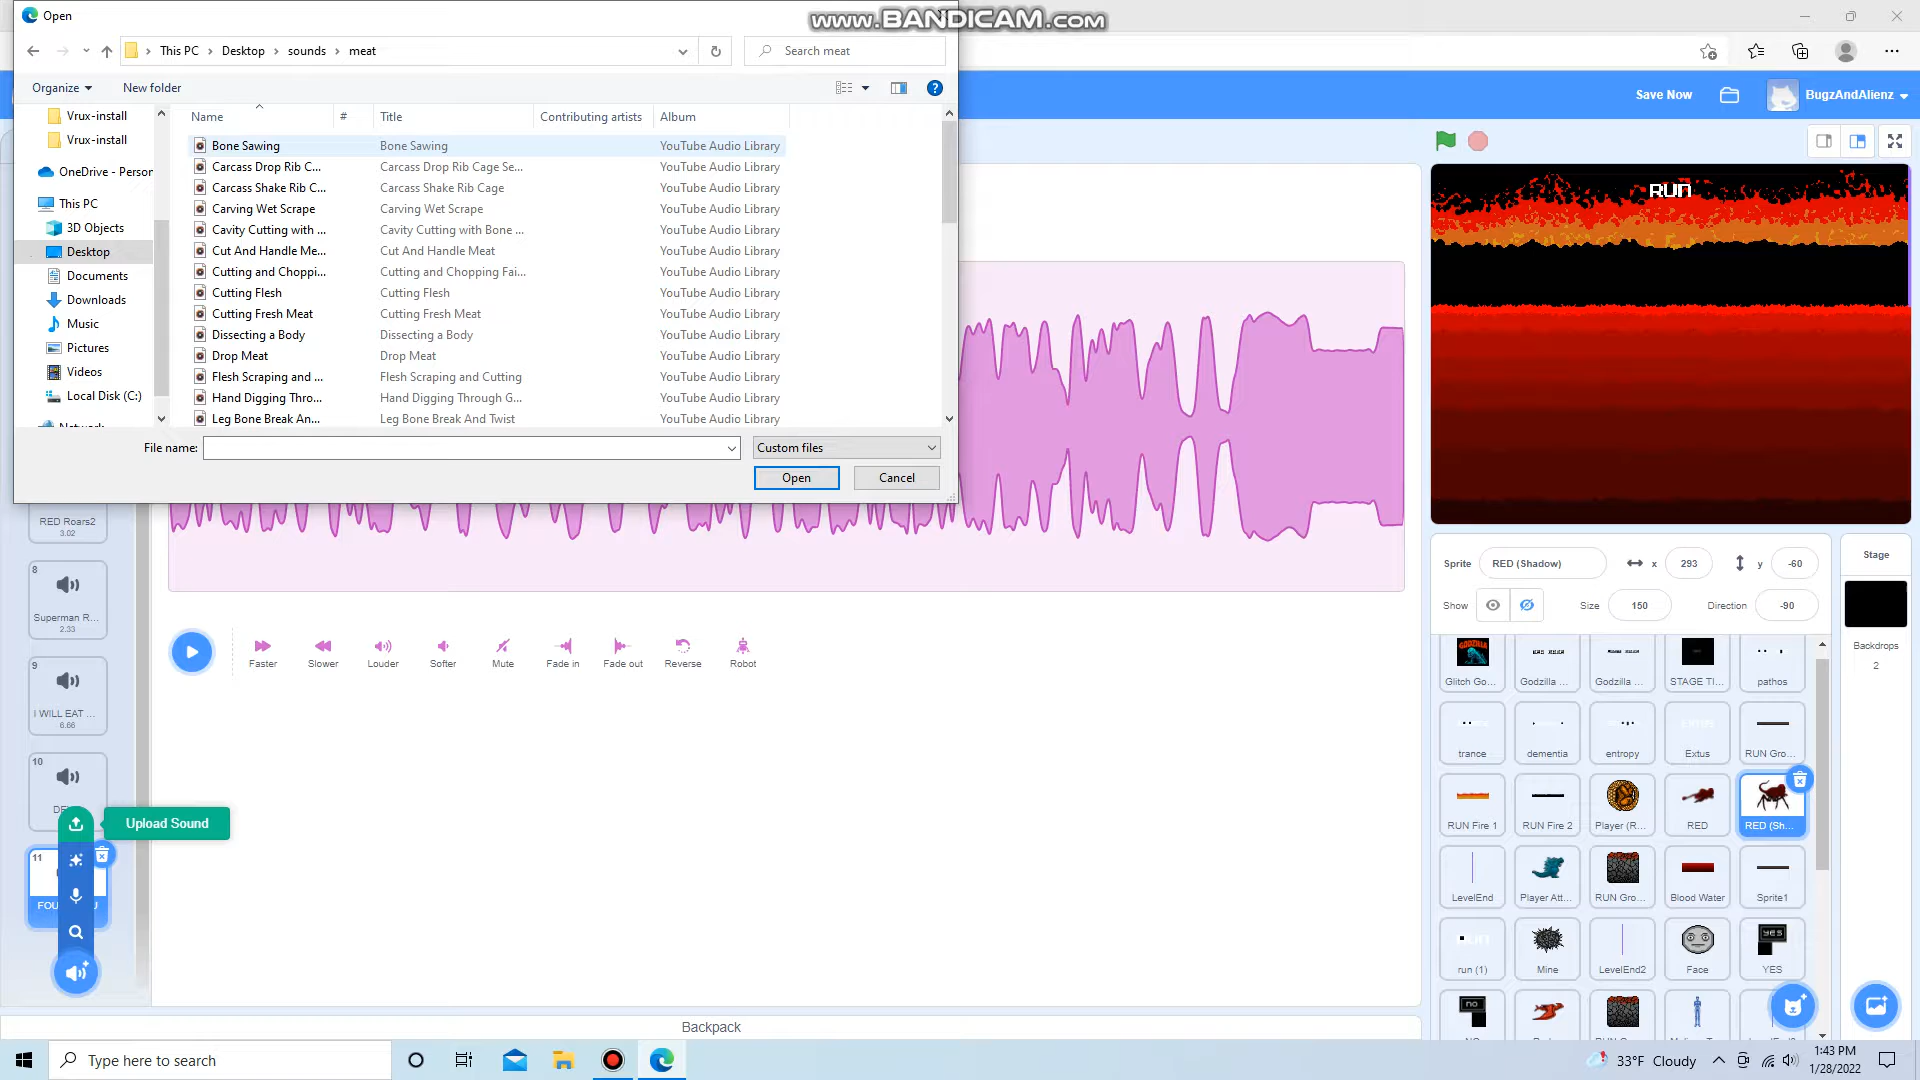 Open
www.BANDICAM.com
This PC > Desktop > sounds > meat
Search meat
Organize
New folder
Name
#
Title
Contributing artists
Album
Vrux-install
Vrux-install
OneDrive - Person
This PC
3D Objects
Desktop
Documents
Downloads
Music
Pictures
Videos
Local Disk (C:)
Bone Sawing Bone Sawing YouTube Audio Library
Carcass Drop Rib C... Carcass Drop Rib Cage Se... YouTube Audio Library
Carcass Shake Rib C... Carcass Shake Rib Cage YouTube Audio Library
Carving Wet Scrape Carving Wet Scrape YouTube Audio Library
Cavity Cutting with ... Cavity Cutting with Bone ... YouTube Audio Library
Cut And Handle Me... Cut And Handle Meat YouTube Audio Library
Cutting and Choppi... Cutting and Chopping Fai... YouTube Audio Library
Cutting Flesh Cutting Flesh YouTube Audio Library
Cutting Fresh Meat Cutting Fresh Meat YouTube Audio Library
Dissecting a Body Dissecting a Body YouTube Audio Library
Drop Meat Drop Meat YouTube Audio Library
Flesh Scraping and ... Flesh Scraping and Cutting YouTube Audio Library
Hand Digging Thro... Hand Digging Through G... YouTube Audio Library
Leg Bone Break An... Leg Bone Break And Twist YouTube Audio Library
File name:
Custom files
Open
Cancel
Save Now
BugzAndAlienz
RUN
RED Roars2
3.02
8
Superman R...
2.33
9
I WILL EAT ...
6.66
10
Upload Sound
11
Faster
Slower
Louder
Softer
Mute
Fade in
Fade out
Reverse
Robot
Sprite
RED (Shadow)
x
293
y
-60
Show
Size
150
Direction
-90
Stage
Backdrops
2
GODZILLA
Glitch Go...
Godzilla ...
Godzilla ...
STAGE TI...
pathos
trance
dementia
entropy
Extus
RUN Gro...
RUN Fire 1
RUN Fire 2
Player (R...
RED
RED (Sh...
LevelEnd
Player Att...
RUN Gro...
Blood Water
Sprite1
run (1)
Mine
LevelEnd2
Face
YES
YES
no
Backpack
Type here to search
33°F Cloudy
1:43 PM
1/28/2022